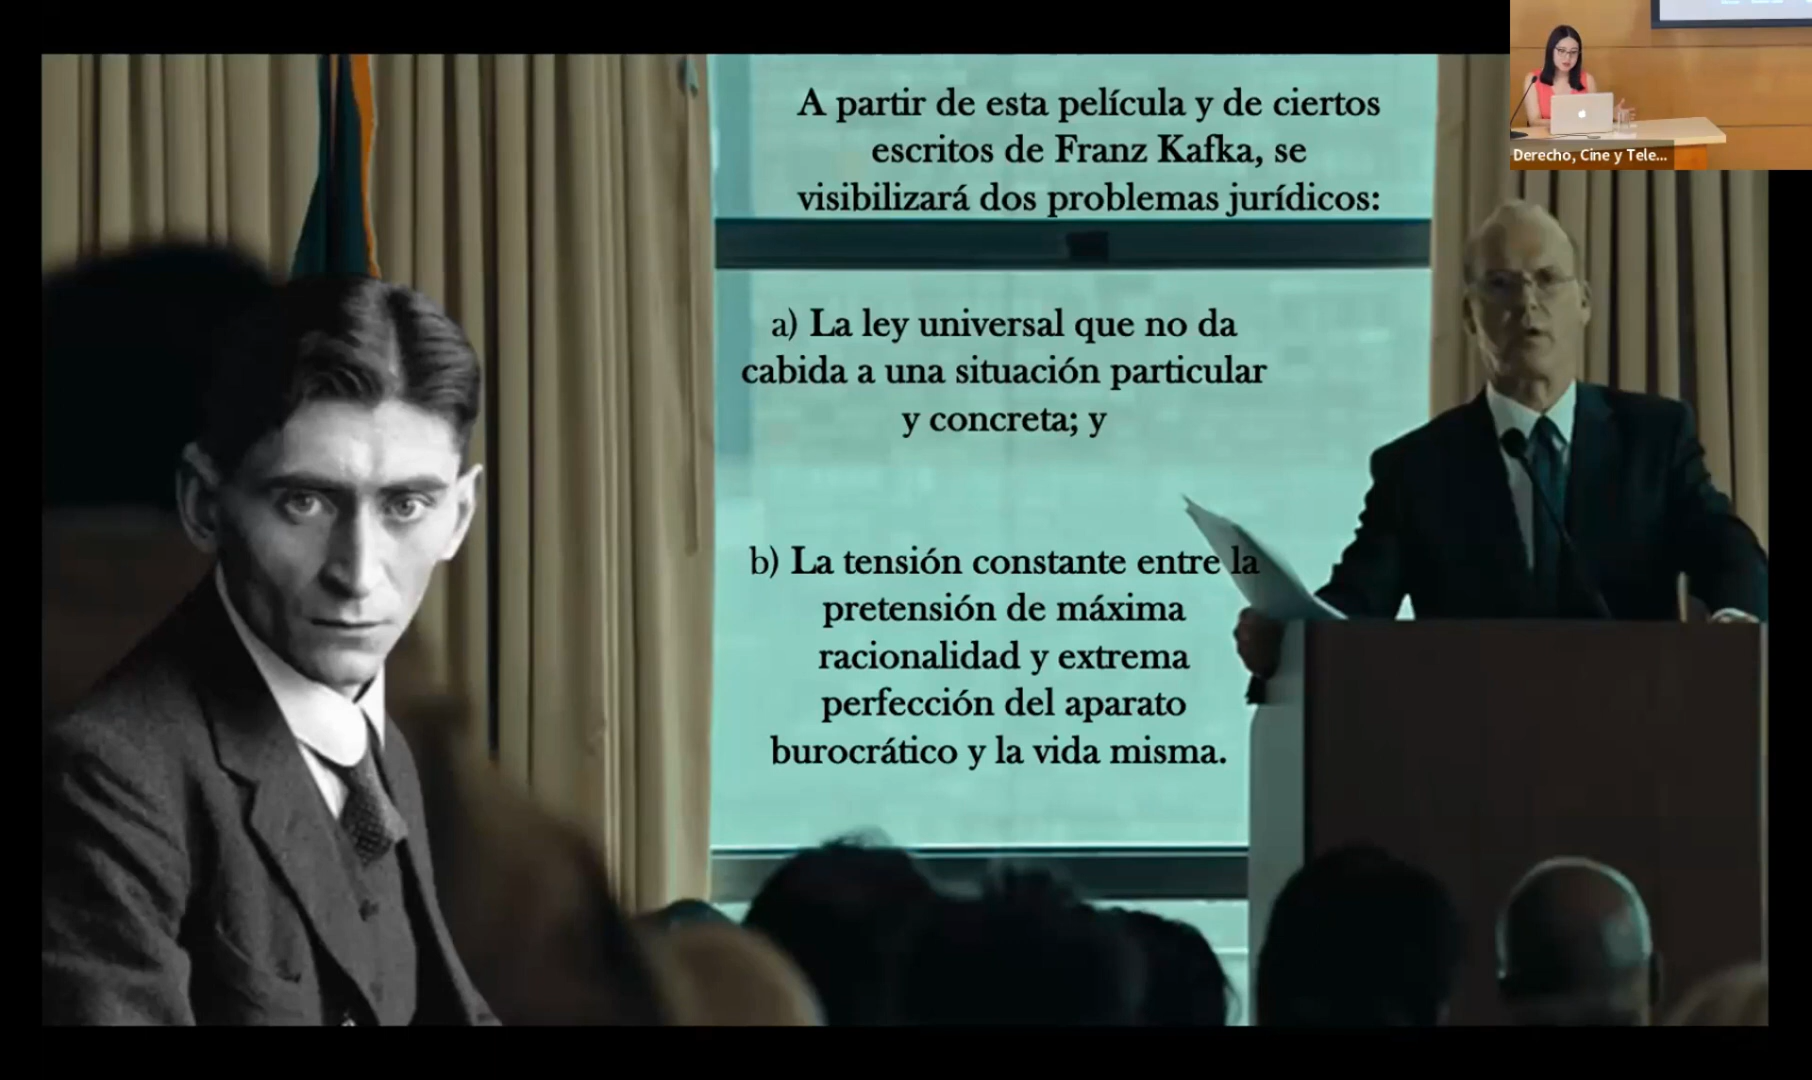 A partir de esta película y de ciertos
escritos de Franz Kafka, se
visibilizará dos problemas jurídicos:
a) La ley universal que no da
cabida a una situación particular
y concreta; y
b) La tensión constante entre la
pretensión de máxima
racionalidad y extrema
perfección del aparato
burocrático y la vida misma.
Derecho, Cine y Tele...